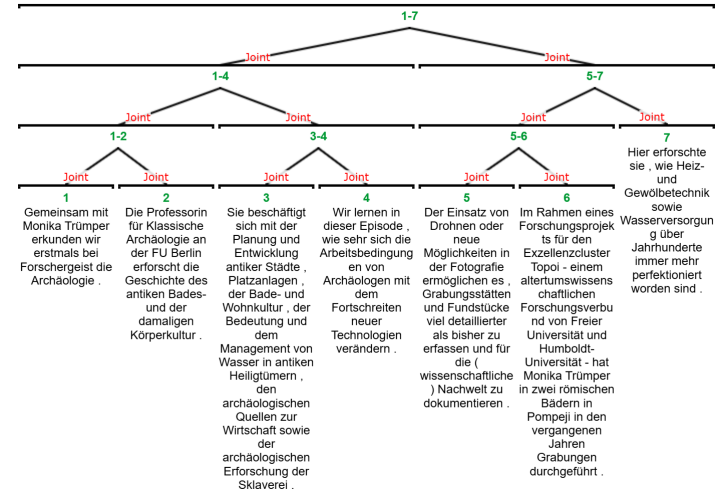 1-7
Joint
Joint
1-4
5-7
Joint
Joint
Joint
Joint
1-2
3-4
5-6
7
Joint
Joint
Joint
Joint
Joint
Joint
1
2
3
4
5
6
Gemeinsam mit
Monika Trümper
erkunden wir
erstmals bei
Forschergeist die
Archäologie .
Die Professorin
für Klassische
Archäologie an
der FU Berlin
erforscht die
Geschichte des
antiken Bades-
und der
damaligen
Körperkultur .
Sie beschäftigt
sich mit der
Planung und
Entwicklung
antiker Städte ,
Platzanlagen ,
der Bade- und
Wohnkultur , der
Bedeutung und
dem
Management von
Wasser in antiken
Heiligtümern ,
den
archäologischen
Quellen zur
Wirtschaft sowie
der
archäologischen
Erforschung der
Sklaverei .
Wir lernen in
dieser Episode ,
wie sehr sich die
Arbeitsbedingung
en von
Archäologen mit
dem
Fortschreiten
neuer
Technologien
verändern .
Der Einsatz von
Drohnen oder
neue
Möglichkeiten in
der Fotografie
ermöglichen es ,
Grabungsstätten
und Fundstücke
viel detaillierter
als bisher zu
erfassen und für
die (
wissenschaftliche
) Nachwelt zu
dokumentieren .
Im Rahmen eines
Forschungsprojek
ts für den
Exzellenzcluster
Topoi - einem
altertumswissens
chaftlichen
Forschungsverbu
nd von Freier
Universität und
Humboldt-
Universität - hat
Monika Trümper
in zwei römischen
Bädern in
Pompeji in den
vergangenen
Jahren
Grabungen
durchgeführt .
Hier erforschte
sie , wie Heiz-
und
Gewölbetechnik
sowie
Wasserversorgun
g über
Jahrhunderte
immer mehr
perfektioniert
worden sind .